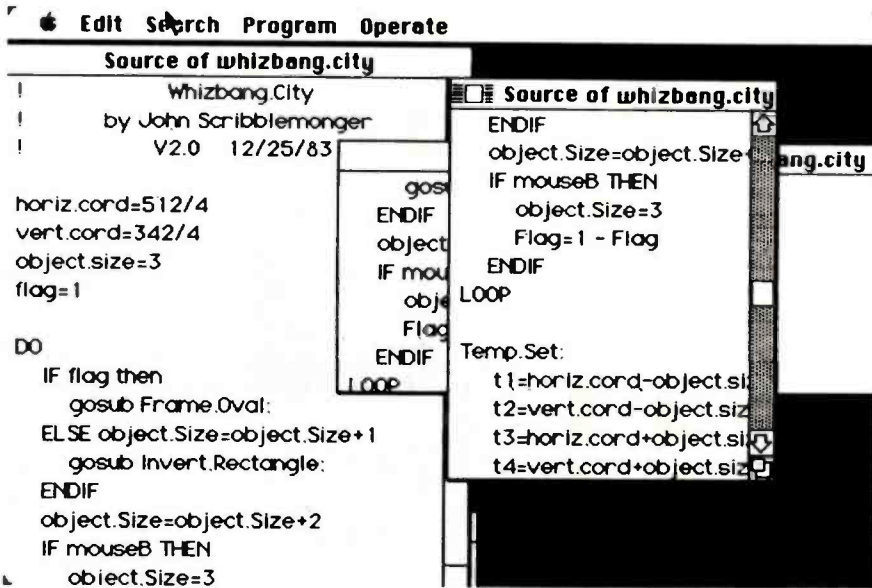 Edit Search Program Operate
Source of whizbang.city
! Whizbang.City
! by John Scribblemonger
! V2.0 12/25/83
horiz.cord=512/4
vert.cord=342/4
object.size=3
flag=1
DO
IF flag then
gosub Frame.Oval:
ELSE object.Size=object.Size+1
gosub Invert.Rectangle:
ENDIF
object.Size=object.Size+2
IF mouseB THEN
object.Size=3
gos
ENDIF
object
IF mou
obje
Flag
ENDIF
LOOP
Source of whizbang.city
ENDIF
object.Size=object.Size
IF mouseB THEN
object.Size=3
Flag=1 - Flag
ENDIF
LOOP
Temp.Set:
t1=horiz.cord-object.si
t2=vert.cord-object.siz
t3=horiz.cord+object.si
t4=vert.cord+object.siz
ang.city